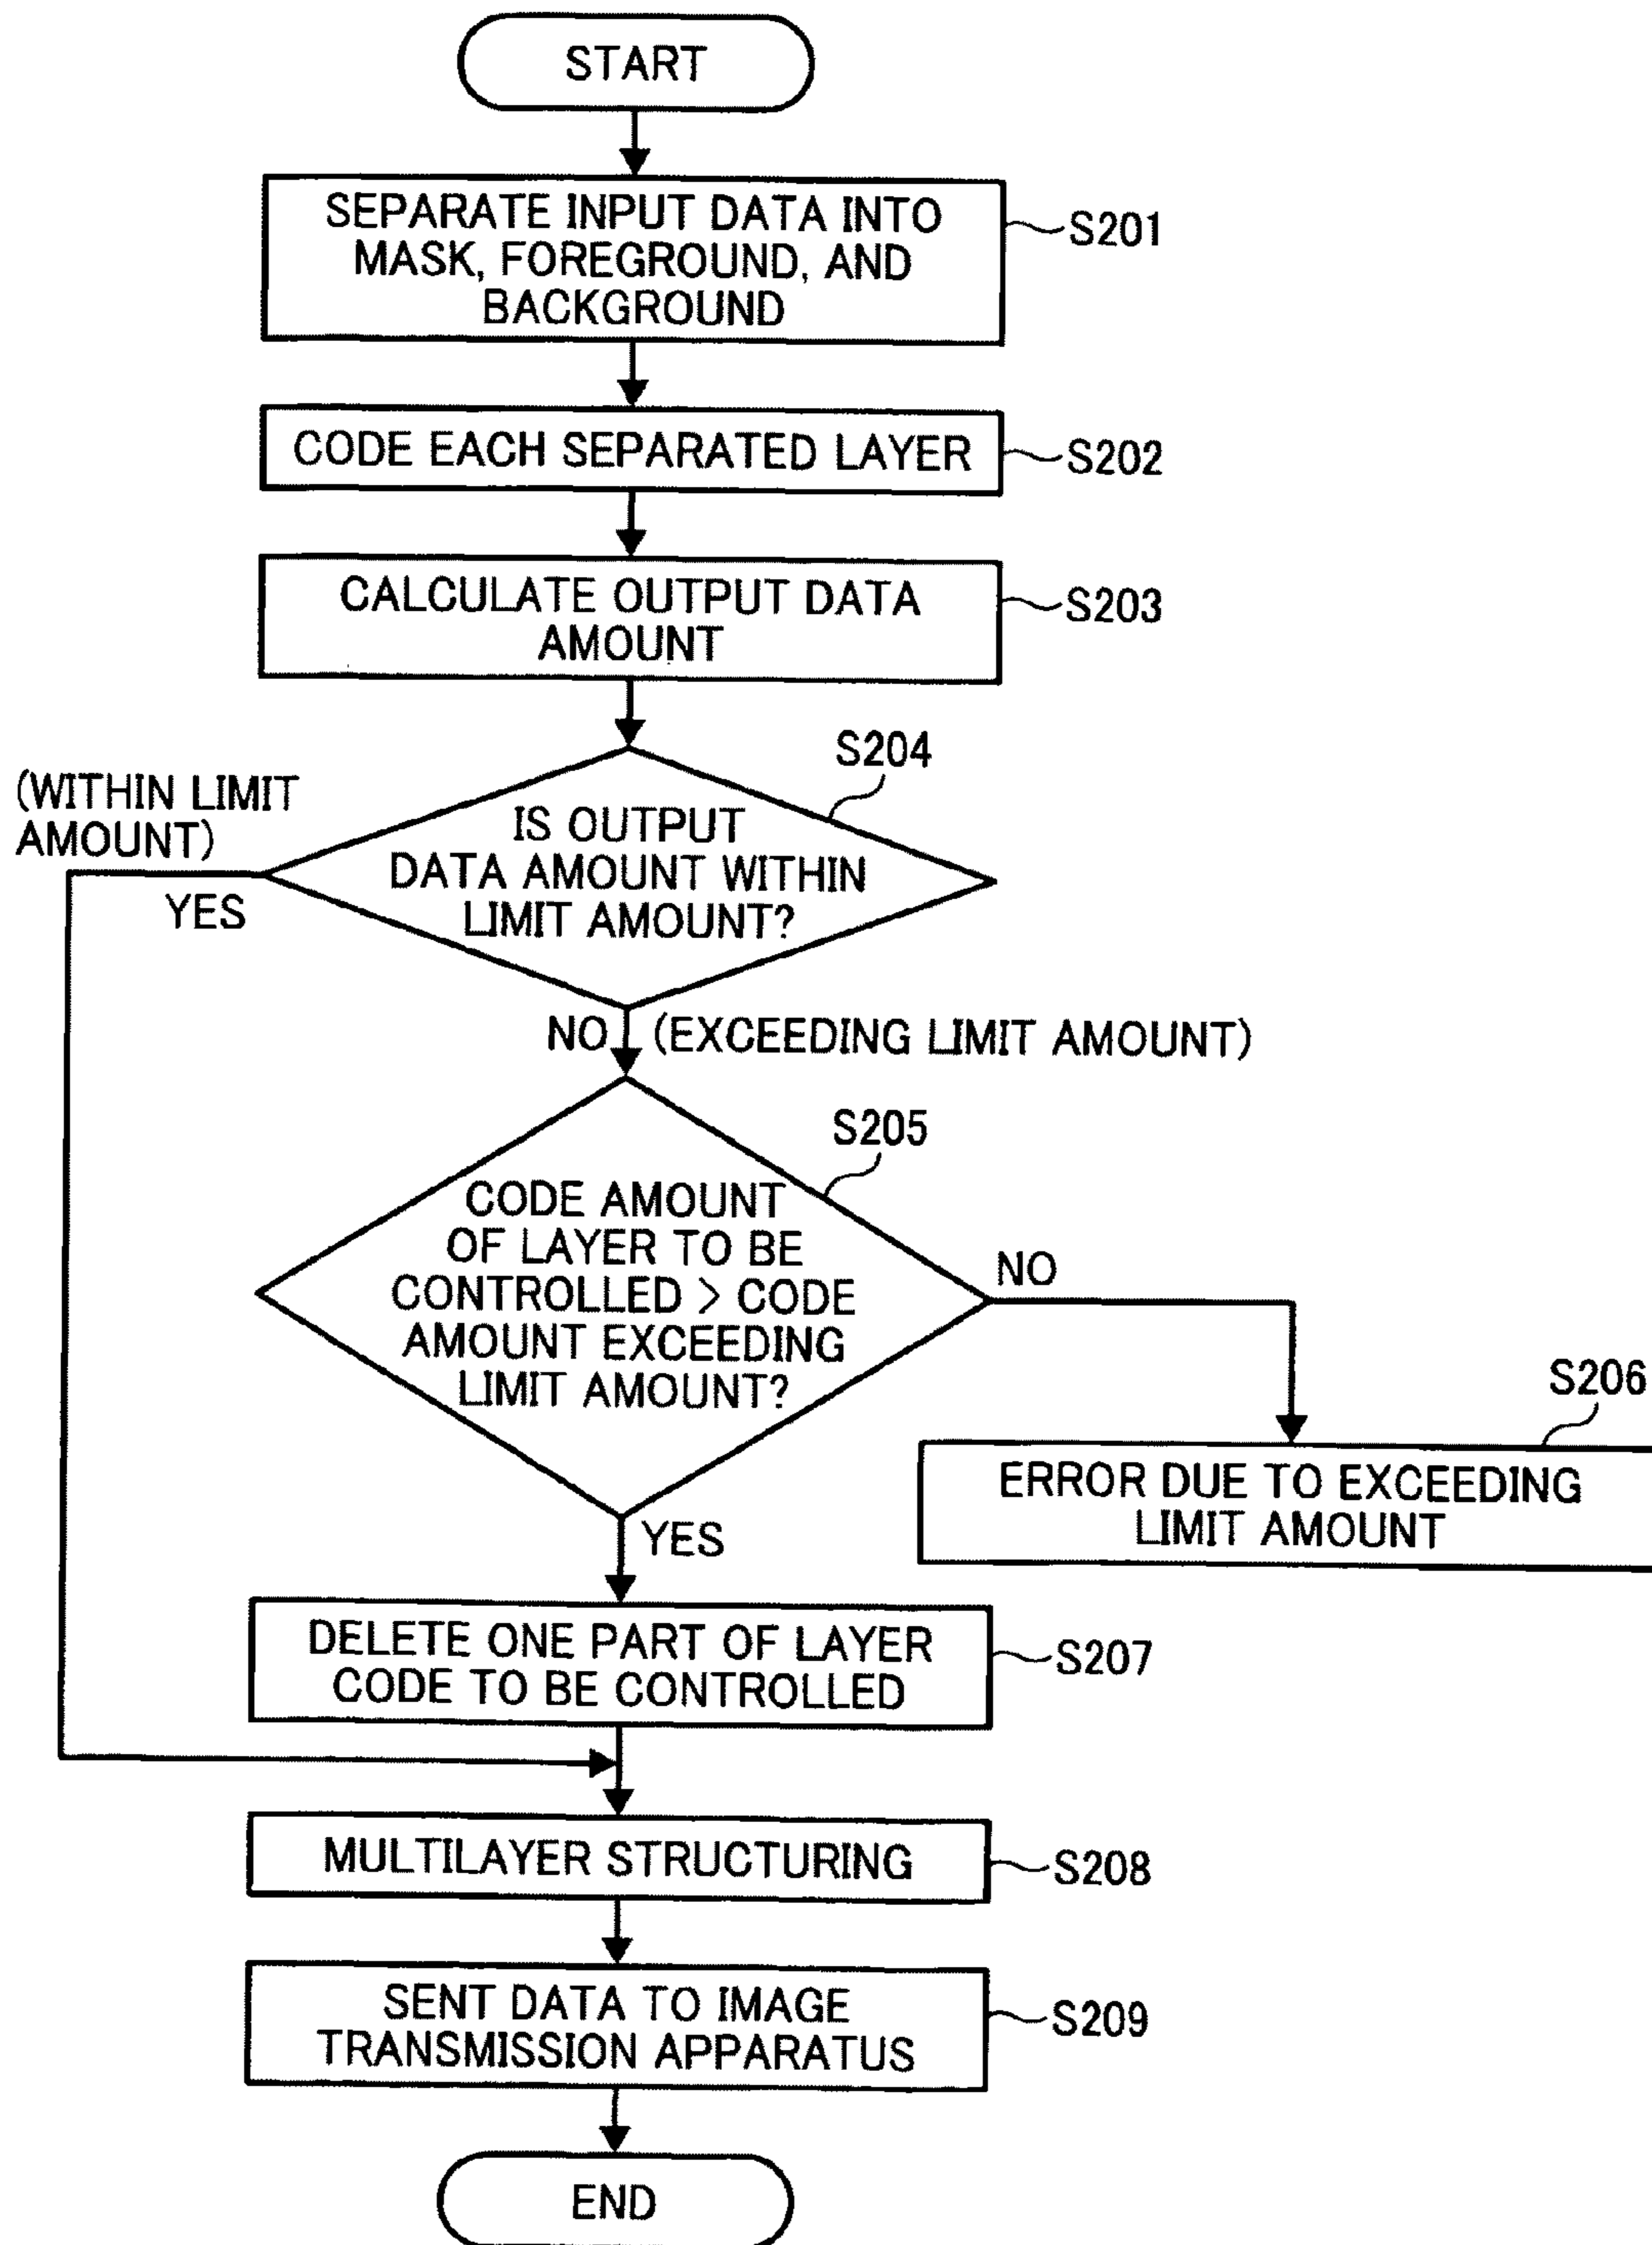 START
SEPARATE INPUT DATA INTO
MASK, FOREGROUND, AND
BACKGROUND
S201
CODE EACH SEPARATED LAYER
S202
CALCULATE OUTPUT DATA
AMOUNT
S203
S204
(WITHIN LIMIT
AMOUNT)
YES
IS OUTPUT
DATA AMOUNT WITHIN
LIMIT AMOUNT?
NO (EXCEEDING LIMIT AMOUNT)
S205
CODE AMOUNT
OF LAYER TO BE
CONTROLLED > CODE
AMOUNT EXCEEDING
LIMIT AMOUNT?
NO
S206
ERROR DUE TO EXCEEDING
LIMIT AMOUNT
YES
DELETE ONE PART OF LAYER
CODE TO BE CONTROLLED
S207
MULTILAYER STRUCTURING
S208
SENT DATA TO IMAGE
TRANSMISSION APPARATUS
S209
END